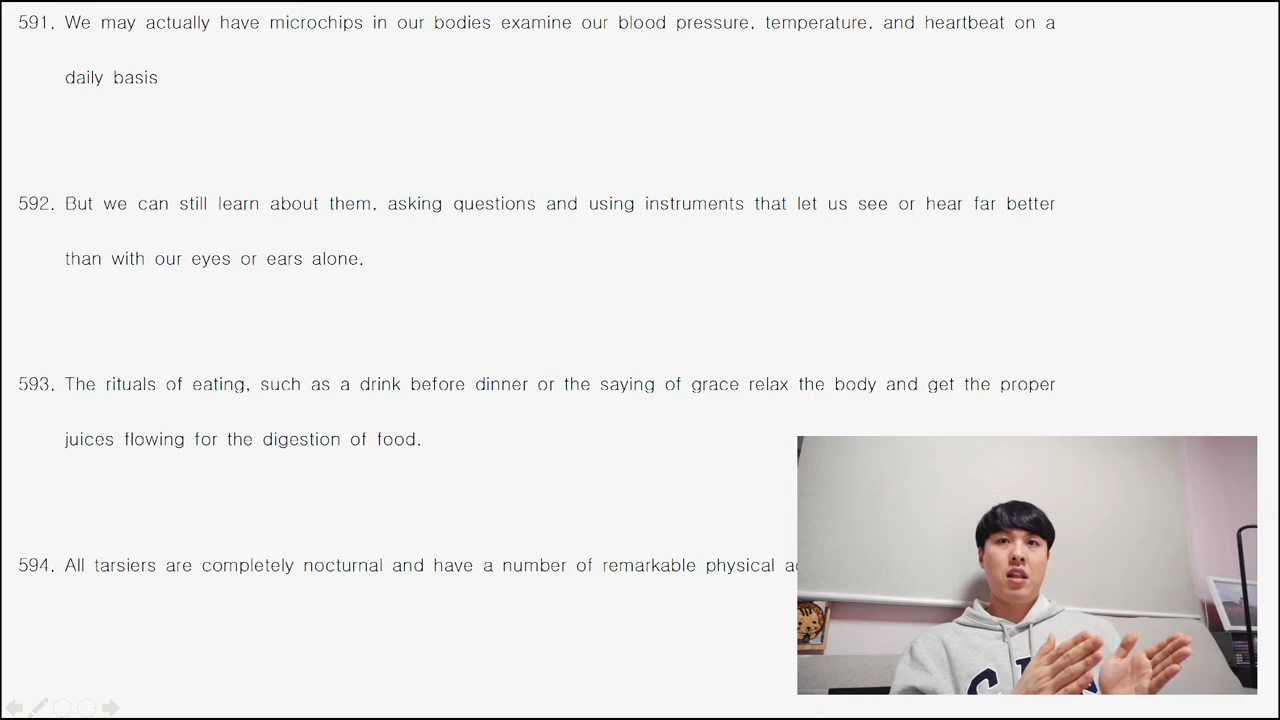 591. We may actually have microchips in our bodies examine our blood pressure, temperature, and heartbeat on a
daily basis
592. But we can still learn about them, asking questions and using instruments that let us see or hear far better
than with our eyes or ears alone.
593. The rituals of eating, such as a drink before dinner or the saying of grace relax the body and get the proper
juices flowing for the digestion of food.
594. All tarsiers are completely nocturnal and have a number of remarkable physical